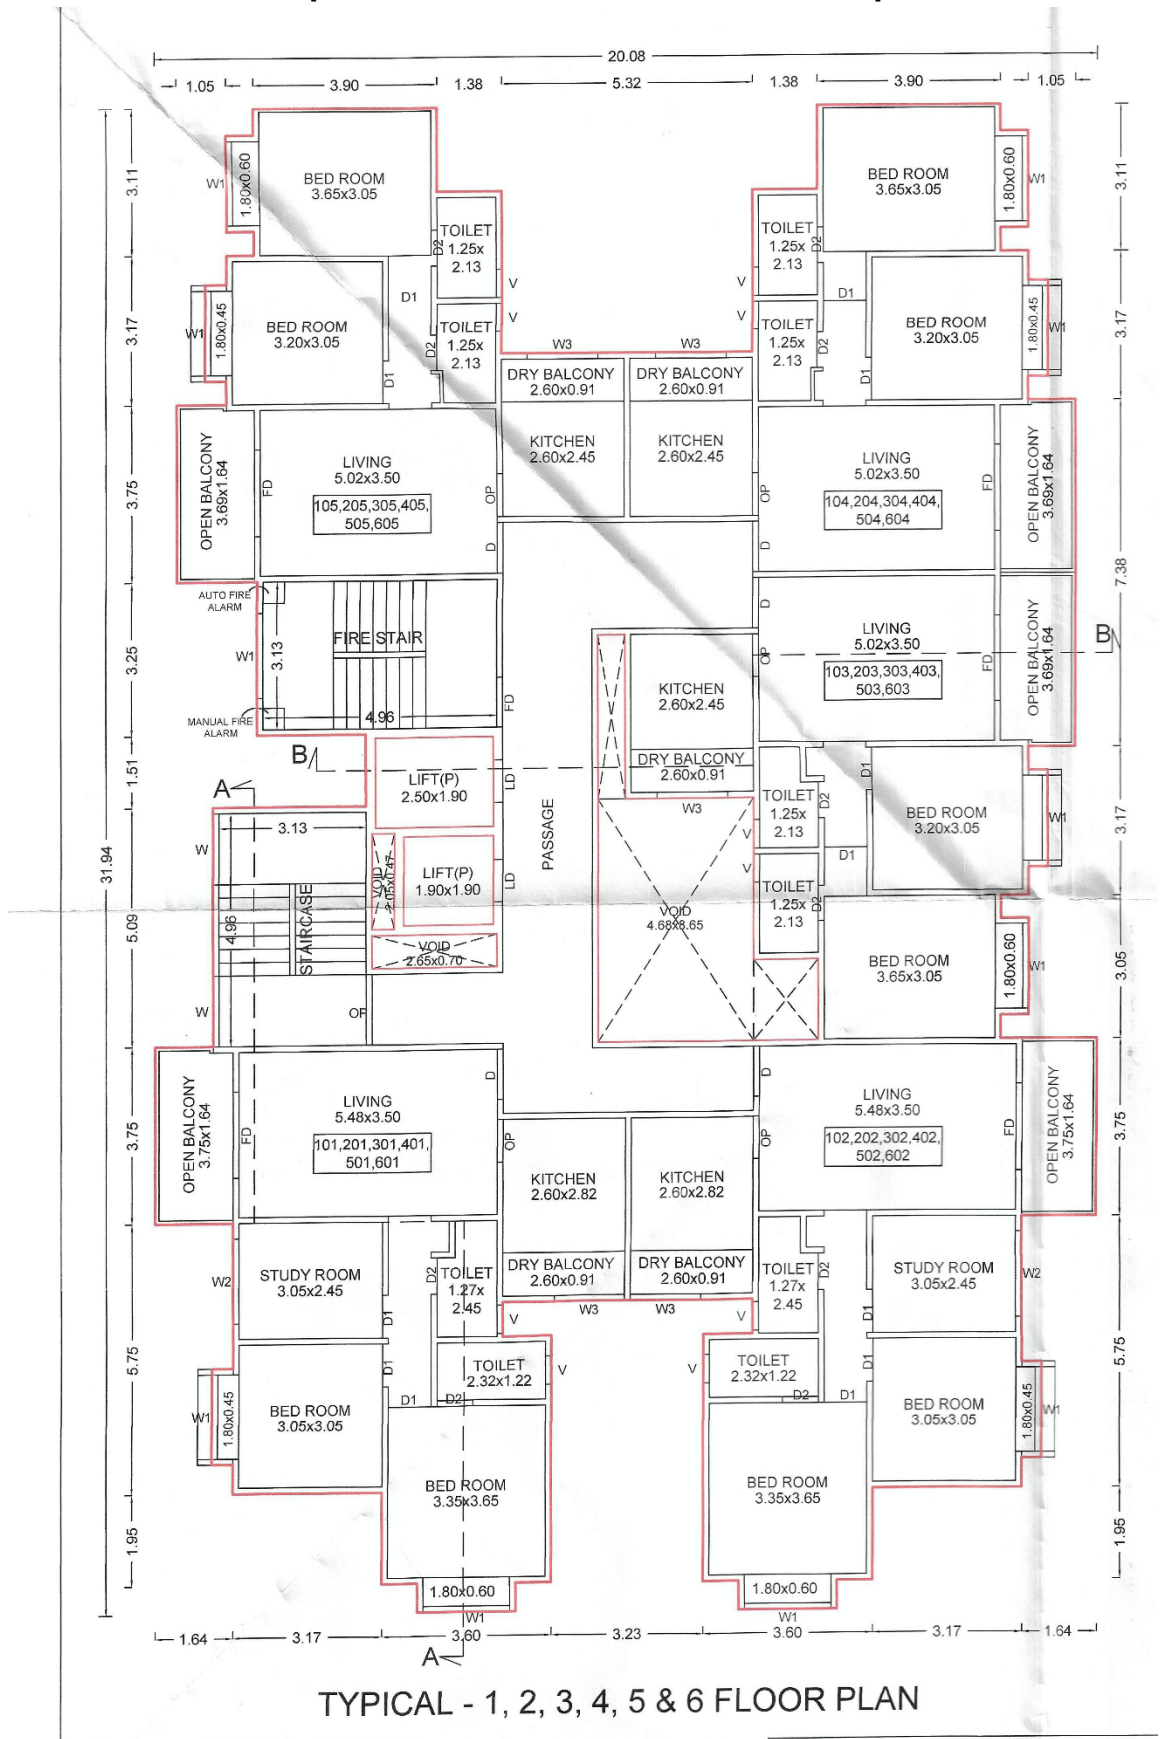 20.08
1.05 3.90 1.38 5.32 1.38 3.90 1.05
31.94
3.11
3.17
3.75
3.25
1.51
5.09
3.75
5.75
1.95
3.11
3.17
7.38
3.17
3.05
3.75
5.75
1.95
W1
1.80x0.60
BED ROOM
3.65x3.05
TOILET
1.25x
2.13
D2
V
W1
1.80x0.45
BED ROOM
3.20x3.05
D1
D1
D2
TOILET
1.25x
2.13
V
W3
W3
DRY BALCONY
2.60x0.91
DRY BALCONY
2.60x0.91
KITCHEN
2.60x2.45
KITCHEN
2.60x2.45
BED ROOM
3.65x3.05
1.80x0.60
W1
TOILET
1.25x
2.13
D2
V
D1
BED ROOM
3.20x3.05
1.80x0.45
W1
TOILET
1.25x
2.13
D2
V
D1
OPEN BALCONY
3.69x1.64
FD
LIVING
5.02x3.50
105,205,305,405,
505,605
OP
D
LIVING
5.02x3.50
104,204,304,404,
504,604
OP
D
FD
OPEN BALCONY
3.69x1.64
AUTO FIRE
ALARM
W1
MANUAL FIRE
ALARM
3.13
FIRE STAIR
4.96
FD
D
OP
LIVING
5.02x3.50
103,203,303,403,
503,603
FD
OPEN BALCONY
3.69x1.64
B
KITCHEN
2.60x2.45
DRY BALCONY
2.60x0.91
W3
B
A
LIFT(P)
2.50x1.90
LD
PASSAGE
LIFT(P)
1.90x1.90
LD
VOID
2.05x0.47
VOID
2.65x0.70
VOID
4.68x8.65
TOILET
1.25x
2.13
D2
V
D1
BED ROOM
3.20x3.05
W1
D1
TOILET
1.25x
2.13
D2
V
BED ROOM
3.65x3.05
1.80x0.60
W1
W
3.13
4.96
STAIRCASE
W
OP
OPEN BALCONY
3.75x1.64
FD
LIVING
5.48x3.50
101,201,301,401,
501,601
D
OP
KITCHEN
2.60x2.82
KITCHEN
2.60x2.82
DRY BALCONY
2.60x0.91
DRY BALCONY
2.60x0.91
W3
W3
D
OP
LIVING
5.48x3.50
102,202,302,402,
502,602
FD
OPEN BALCONY
3.75x1.64
W2
STUDY ROOM
3.05x2.45
D1
D2
TOILET
1.27x
2.45
V
V
TOILET
1.27x
2.45
D2
D1
STUDY ROOM
3.05x2.45
W2
W1
1.80x0.45
BED ROOM
3.05x3.05
D1
D1
D2
TOILET
2.32x1.22
V
V
TOILET
2.32x1.22
D2
D1
D1
BED ROOM
3.05x3.05
1.80x0.45
W1
BED ROOM
3.35x3.65
1.80x0.60
W1
BED ROOM
3.35x3.65
1.80x0.60
W1
1.64 3.17 3.60 3.23 3.60 3.17 1.64
A
TYPICAL - 1, 2, 3, 4, 5 & 6 FLOOR PLAN